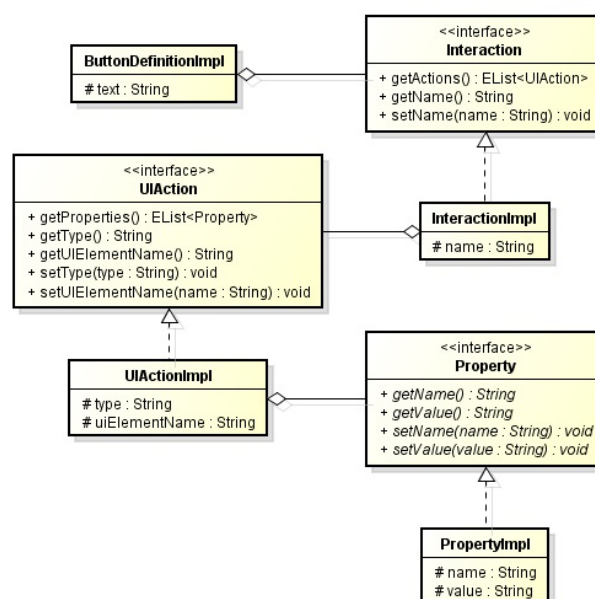 ButtonDefinitionImpl
# text : String
<<interface>>
Interaction
+ getActions() : EList<UIAction>
+ getName() : String
+ setName(name : String) : void
<<interface>>
UIAction
+ getProperties() : EList<Property>
+ getType() : String
+ getUIElementName() : String
+ setType(type : String) : void
+ setUIElementName(name : String) : void
InteractionImpl
# name : String
UIActionImpl
# type : String
# uiElementName : String
<<interface>>
Property
+ getName() : String
+ getValue() : String
+ setName(name : String) : void
+ setValue(value : String) : void
PropertyImpl
# name : String
# value : String